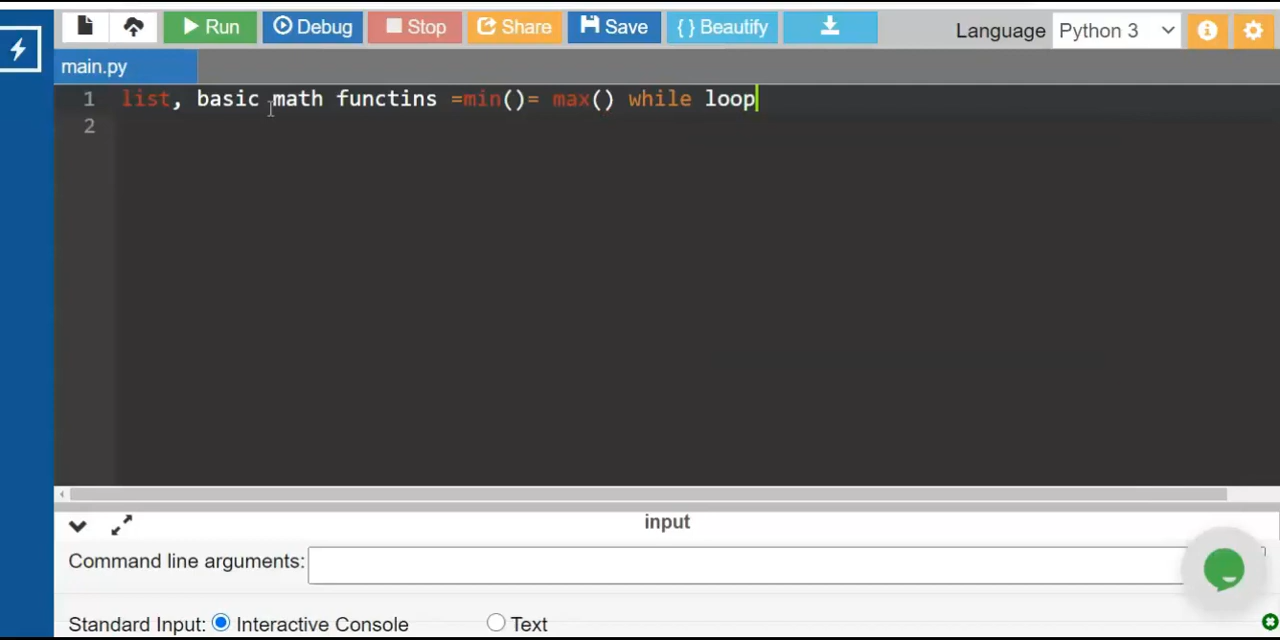 Run Debug Stop Share Save { } Beautify Language Python 3
main.py
1 list, basic math functins =min()= max() while loop
2
input
Command line arguments:
Standard Input: Interactive Console Text